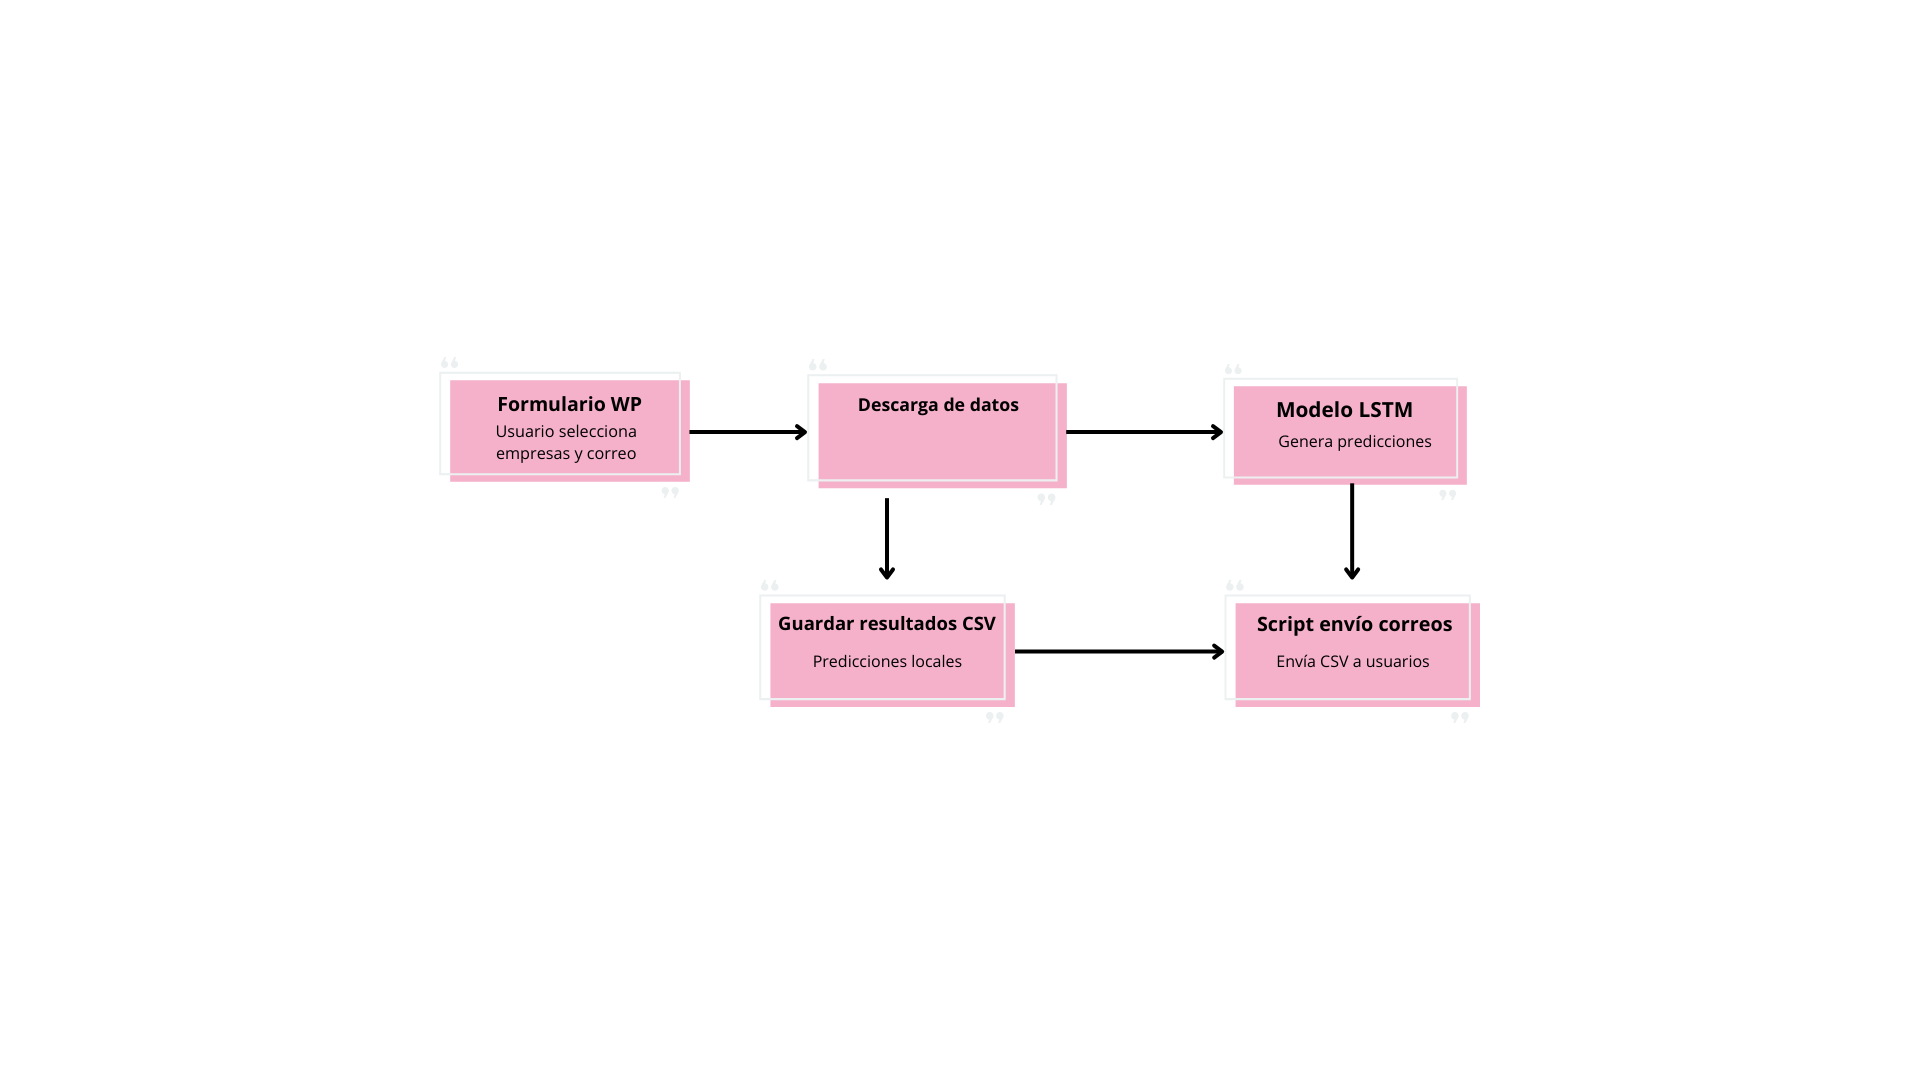 Formulario WP
Usuario selecciona
empresas y correo
Descarga de datos
Modelo LSTM
Genera predicciones
Guardar resultados CSV
Predicciones locales
Script envío correos
Envía CSV a usuarios